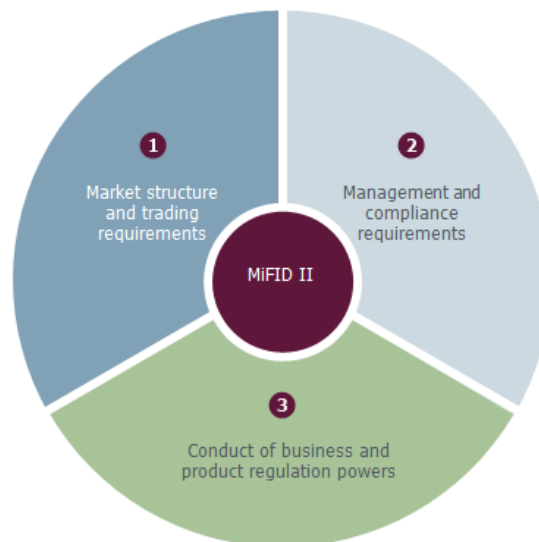 1
Market structure
and trading
requirements
2
Management and
compliance
requirements
MiFID II
3
Conduct of business and
product regulation powers